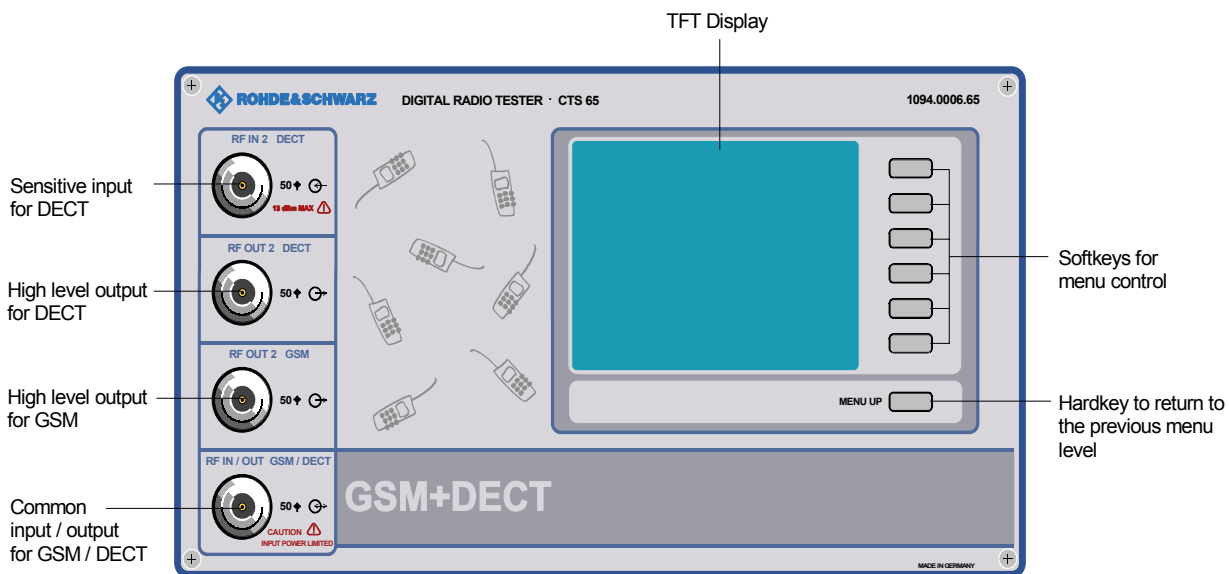 TFT Display
ROHDE&SCHWARZ DIGITAL RADIO TESTER · CTS 65 1094.0006.65
RF IN 2 DECT
50
13 dBm MAX
Sensitive input
for DECT
RF OUT 2 DECT
50
High level output
for DECT
RF OUT 2 GSM
50
High level output
for GSM
RF IN / OUT GSM / DECT
50
CAUTION
INPUT POWER LIMITED
Common
input / output
for GSM / DECT
GSM+DECT
Softkeys for
menu control
MENU UP
Hardkey to return to
the previous menu
level
MADE IN GERMANY